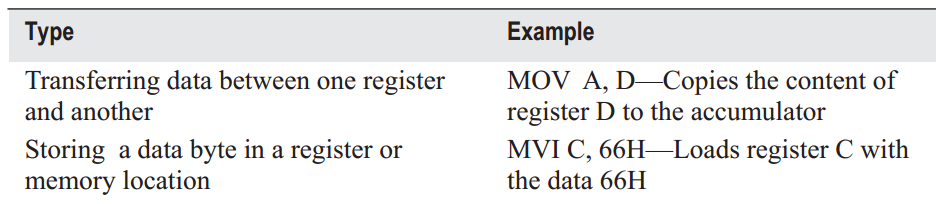 Type Example
Transferring data between one register
and another
MOV A, D—Copies the content of
register D to the accumulator
Storing a data byte in a register or
memory location
MVI C, 66H—Loads register C with
the data 66H